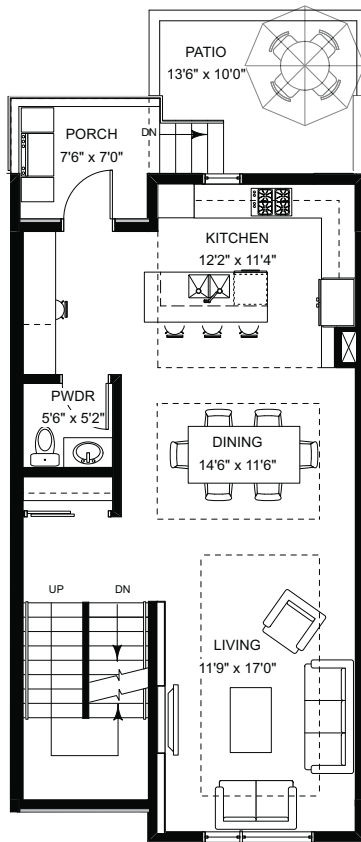 PATIO
13'6" x 10'0"
PORCH
7'6" x 7'0"
DN
KITCHEN
12'2" x 11'4"
PWDR
5'6" x 5'2"
DINING
14'6" x 11'6"
UP
DN
LIVING
11'9" x 17'0"